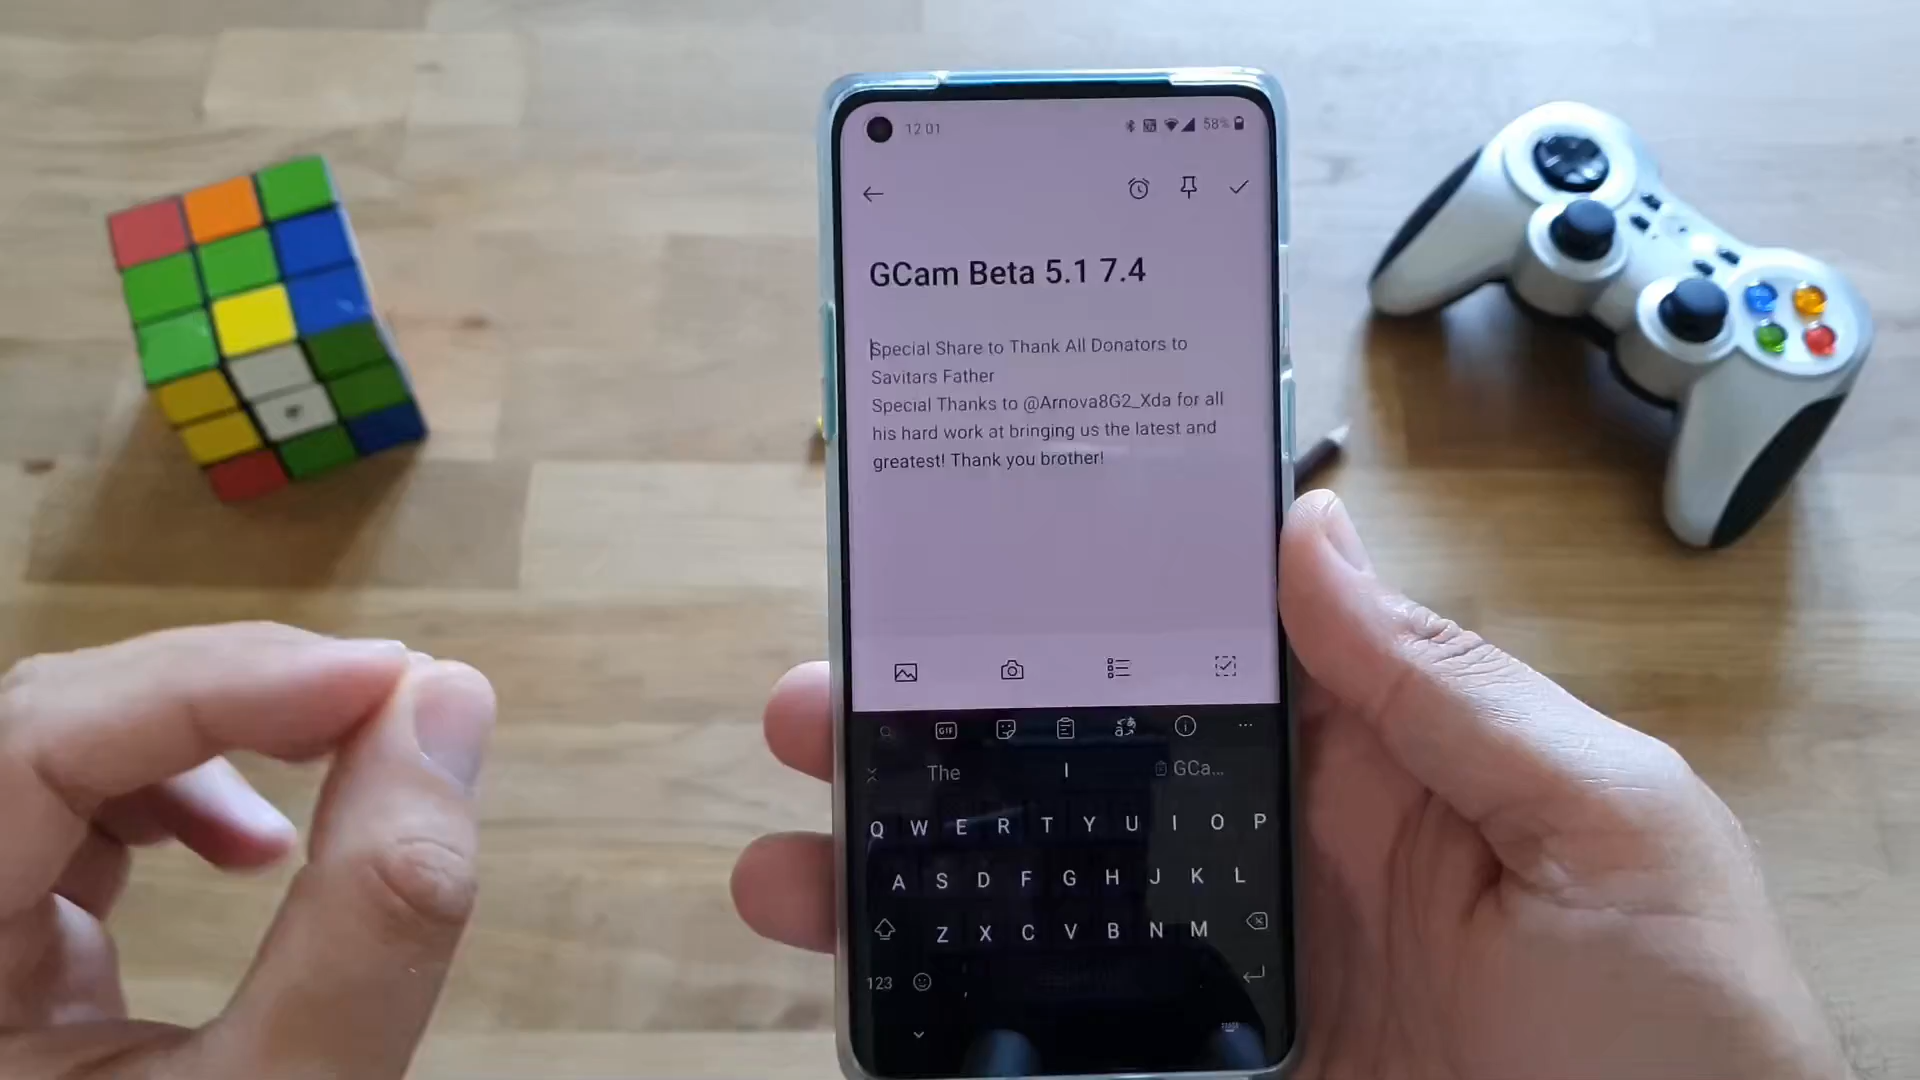 12 01
58%
GCam Beta 5.1 7.4
Special Share to Thank All Donators to
Savitars Father
Special Thanks to @Arnova8G2_Xda for all
his hard work at bringing us the latest and
greatest! Thank you brother!
GIF
The I GCa...
Q W E R T Y U I O P
A S D F G H J K L
Z X C V B N M
123 ,